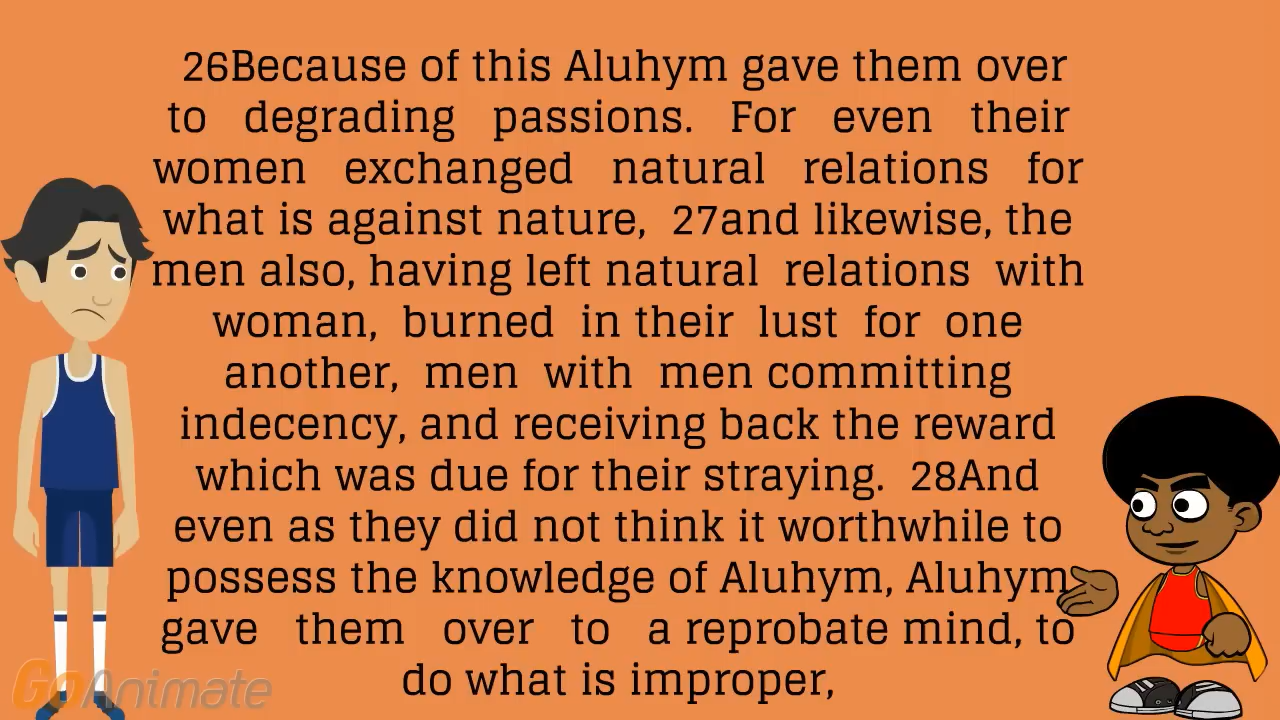 26Because of this Aluhym gave them over
to degrading passions. For even their
women exchanged natural relations for
what is against nature, 27and likewise, the
men also, having left natural relations with
woman, burned in their lust for one
another, men with men committing
indecency, and receiving back the reward
which was due for their straying. 28And
even as they did not think it worthwhile to
possess the knowledge of Aluhym, Aluhym
gave them over to a reprobate mind, to
do what is improper,
GoAnimate